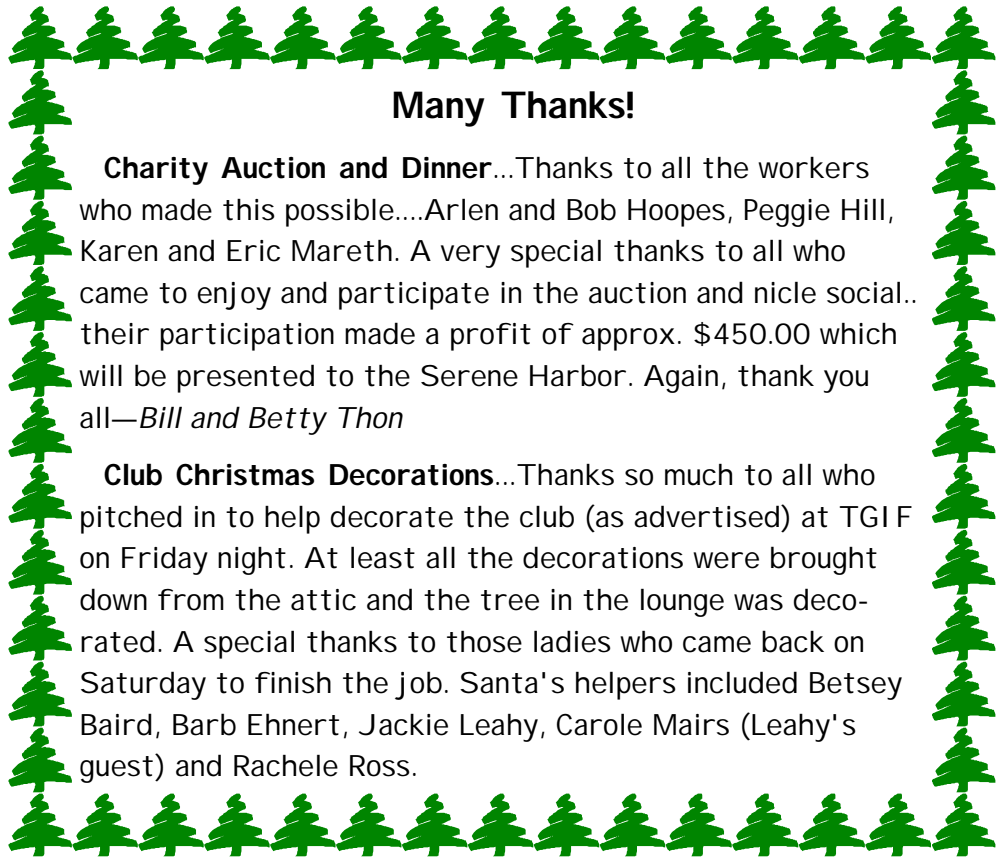 Many Thanks!
Charity Auction and Dinner...Thanks to all the workers
who made this possible....Arlen and Bob Hoopes, Peggie Hill,
Karen and Eric Mareth. A very special thanks to all who
came to enjoy and participate in the auction and nicle social..
their participation made a profit of approx. $450.00 which
will be presented to the Serene Harbor. Again, thank you
all—Bill and Betty Thon
Club Christmas Decorations...Thanks so much to all who
pitched in to help decorate the club (as advertised) at TGIF
on Friday night. At least all the decorations were brought
down from the attic and the tree in the lounge was deco-
rated. A special thanks to those ladies who came back on
Saturday to finish the job. Santa's helpers included Betsey
Baird, Barb Ehnert, Jackie Leahy, Carole Mairs (Leahy's
guest) and Rachele Ross.